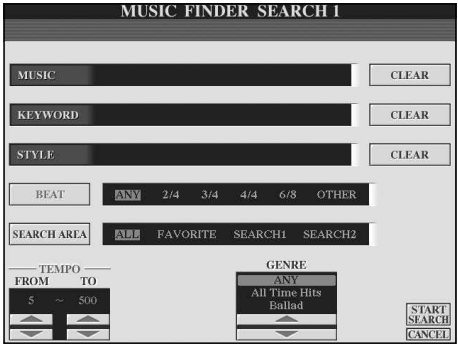 MUSIC FINDER SEARCH 1
MUSIC CLEAR
KEYWORD CLEAR
STYLE CLEAR
BEAT ANY 2/4 3/4 4/4 6/8 OTHER
SEARCH AREA ALL FAVORITE SEARCH1 SEARCH2
TEMPO
FROM TO
5 ~ 500
GENRE
ANY
All Time Hits
Ballad
START
SEARCH
CANCEL